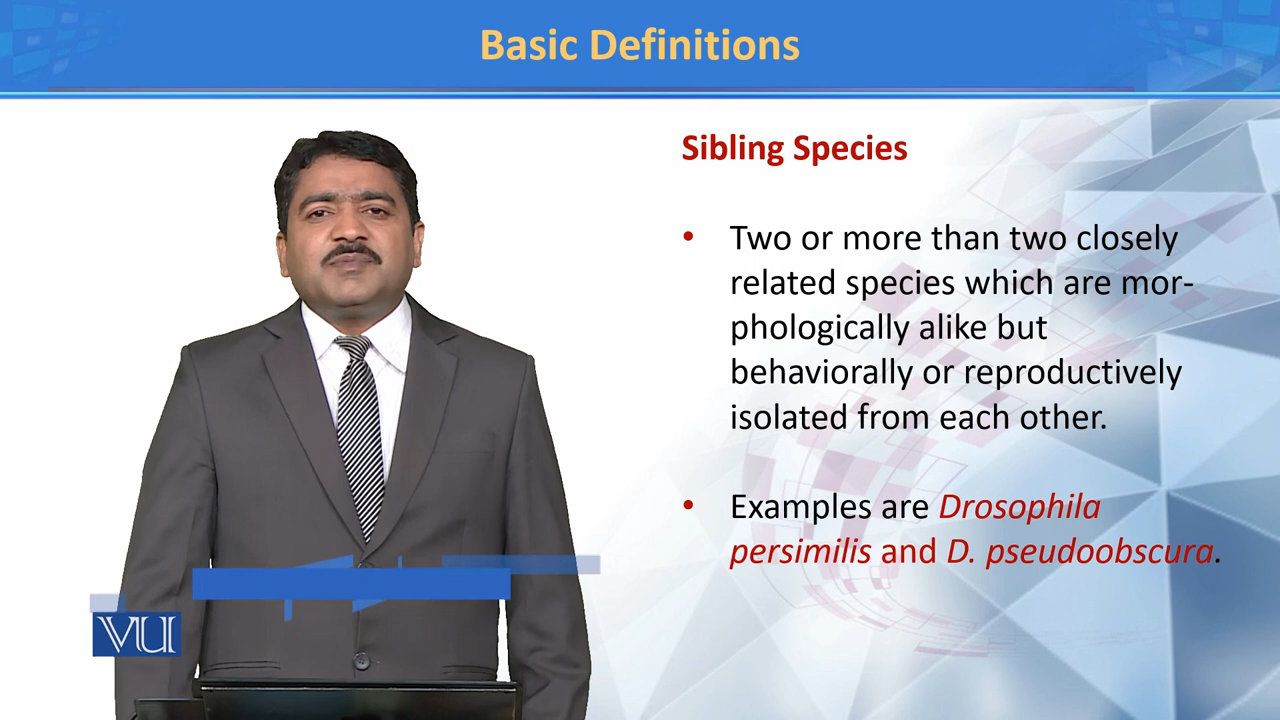 Basic Definitions
Sibling Species
• Two or more than two closely
related species which are mor-
phologically alike but
behaviorally or reproductively
isolated from each other.
• Examples are Drosophila
persimilis and D. pseudoobscura.
VU